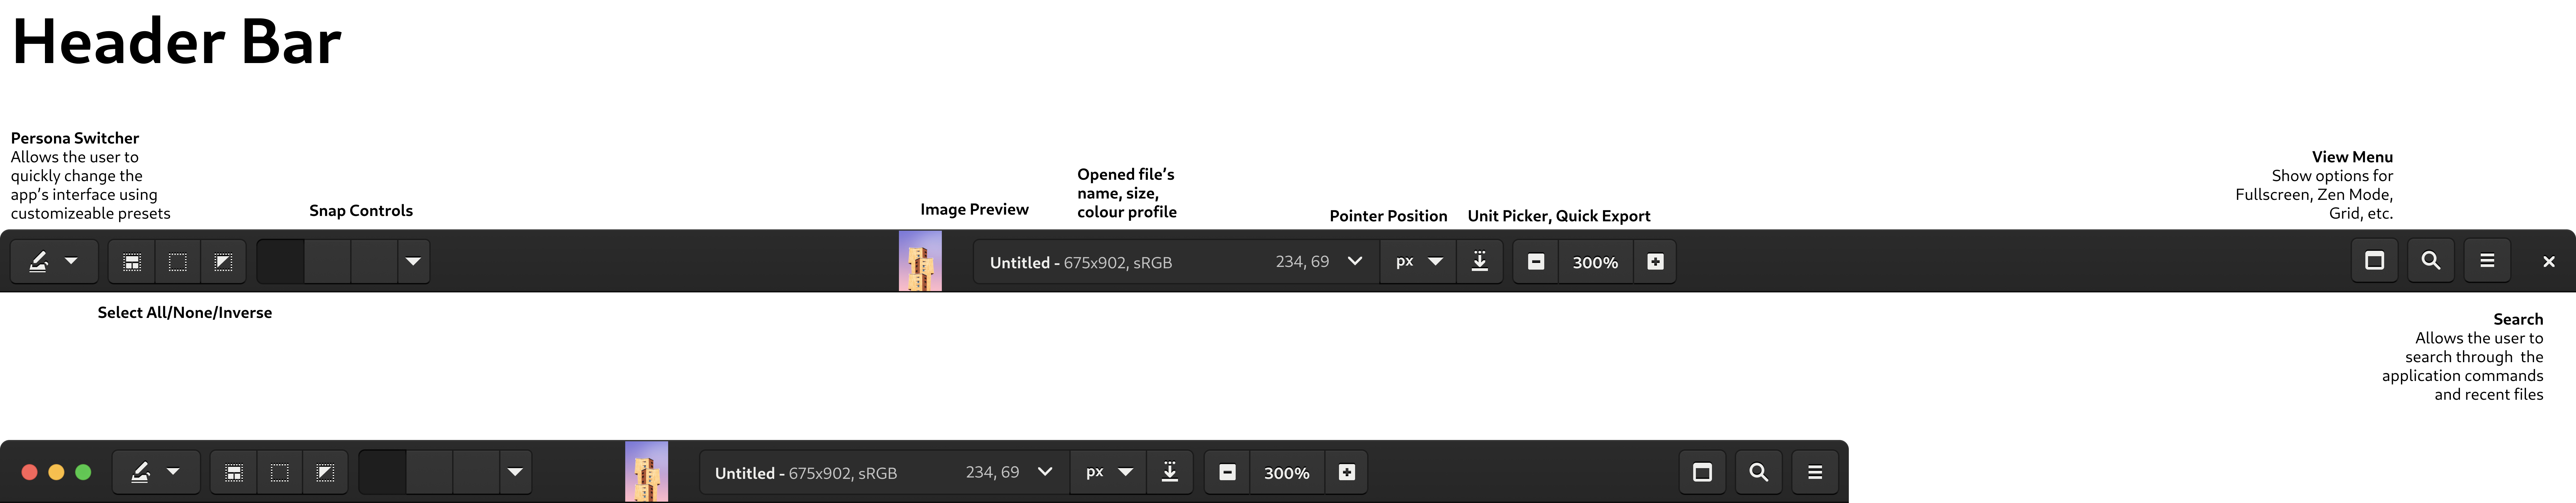 Header Bar
Persona Switcher
Allows the user to
quickly change the
app's interface using
customizeable presets
Snap Controls
Image Preview
Opened file's
name, size,
colour profile
Pointer Position
Unit Picker, Quick Export
View Menu
Show options for
Fullscreen, Zen Mode,
Grid, etc.
Untitled - 675x902, sRGB 234, 69 px 300%
Select All/None/Inverse
Search
Allows the user to
search through the
application commands
and recent files
Untitled - 675x902, sRGB 234, 69 px 300%